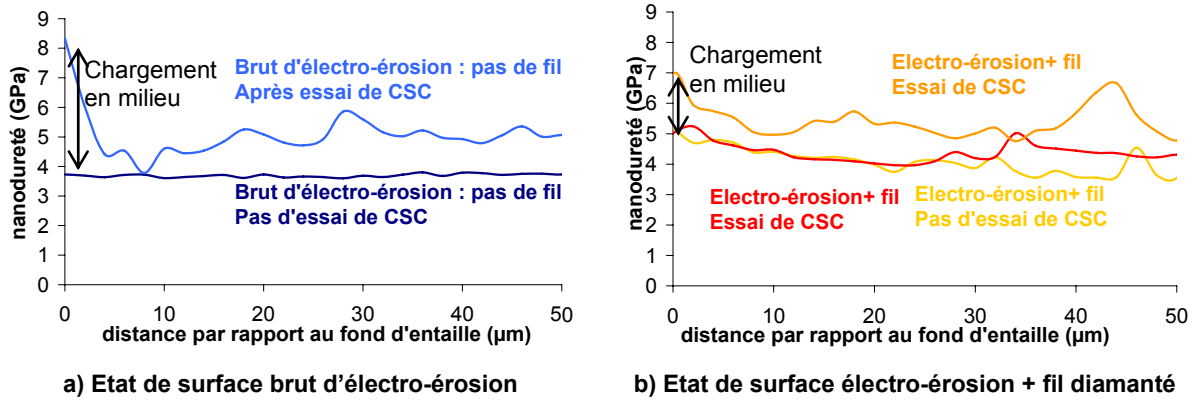 9
8
7
6
5
4
3
2
1
0
nanodureté (GPa)
Chargement
en milieu
Brut d'électro-érosion : pas de fil
Après essai de CSC
Brut d'électro-érosion : pas de fil
Pas d'essai de CSC
0 10 20 30 40 50
distance par rapport au fond d'entaille (µm)
a) Etat de surface brut d'électro-érosion
9
8
7
6
5
4
3
2
1
0
nanodureté (GPa)
Chargement
en milieu
Electro-érosion+ fil
Essai de CSC
Electro-érosion+ fil
Essai de CSC
Electro-érosion+ fil
Pas d'essai de CSC
0 10 20 30 40 50
distance par rapport au fond d'entaille (µm)
b) Etat de surface électro-érosion + fil diamanté